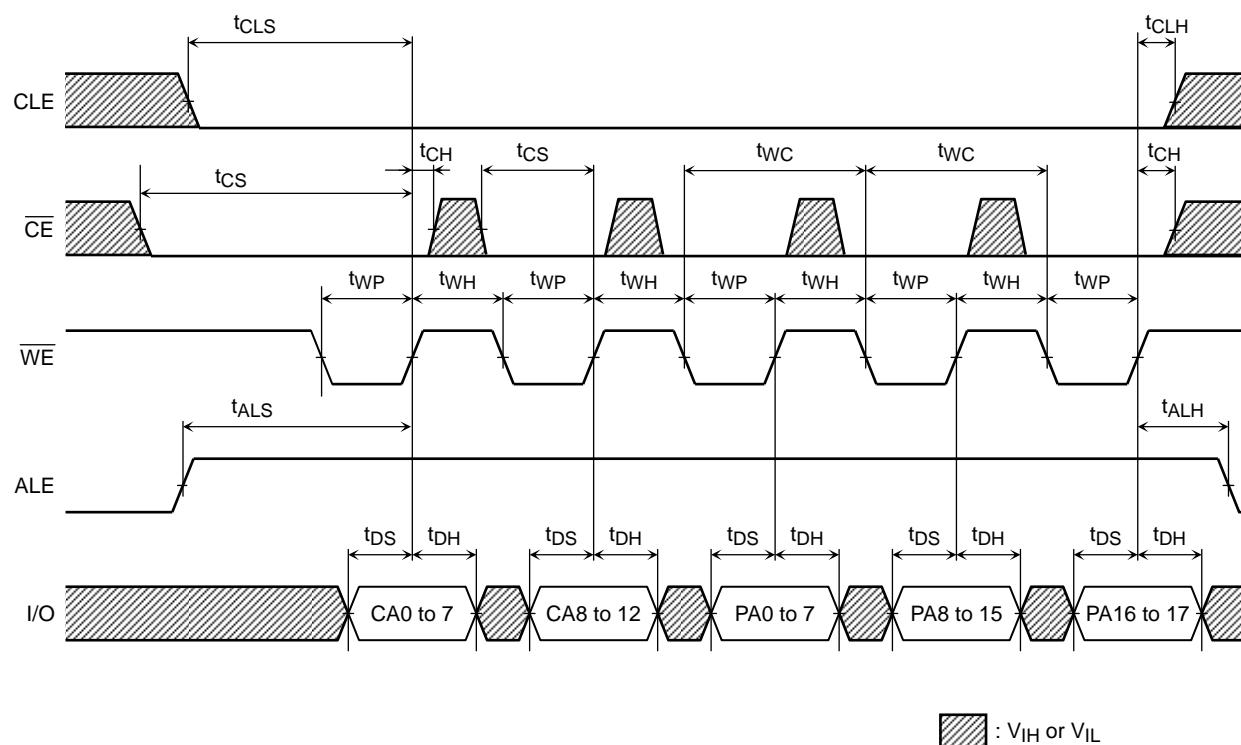 tCLS tCLH
CLE
tCH tCS tWC tWC tCH
tCS
CE
tWP tWH tWP tWH tWP tWH tWP tWH tWP
WE
tALS tALH
ALE
tDS tDH tDS tDH tDS tDH tDS tDH tDS tDH
I/O CA0 to 7 CA8 to 12 PA0 to 7 PA8 to 15 PA16 to 17
: VIH or VIL